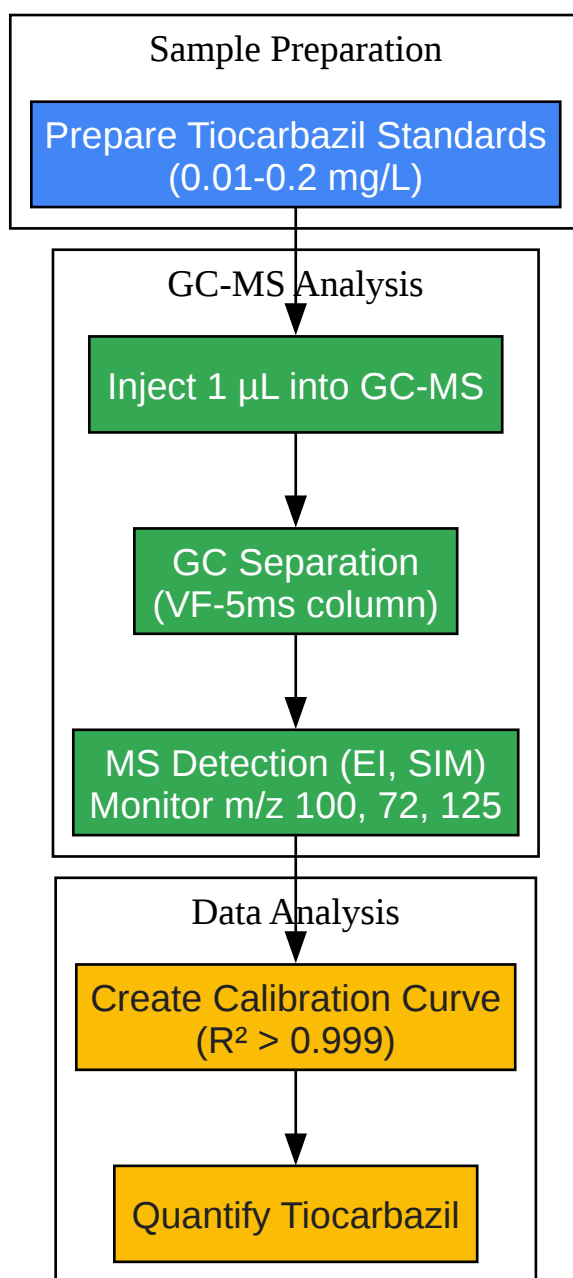 Sample Preparation
Prepare Tiocarbazil Standards
(0.01-0.2 mg/L)
GC-MS Analysis
Inject 1 µL into GC-MS
GC Separation
(VF-5ms column)
MS Detection (EI, SIM)
Monitor m/z 100, 72, 125
Data Analysis
Create Calibration Curve
(R² > 0.999)
Quantify Tiocarbazil